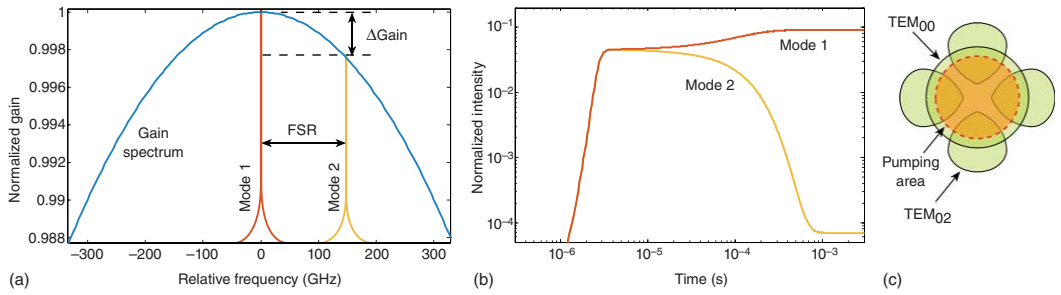 1
0.998
0.996
0.994
0.992
0.99
0.988
Normalized gain
ΔGain
FSR
Gain
spectrum
Mode 1
Mode 2
−300
−200
−100
0
100
200
300
(a)
Relative frequency (GHz)
10⁻¹
10⁻²
10⁻³
10⁻⁴
Normalized intensity
Mode 1
Mode 2
10⁻⁶
10⁻⁵
10⁻⁴
10⁻³
(b)
Time (s)
TEM₀₀
Pumping
area
TEM₀₂
(c)